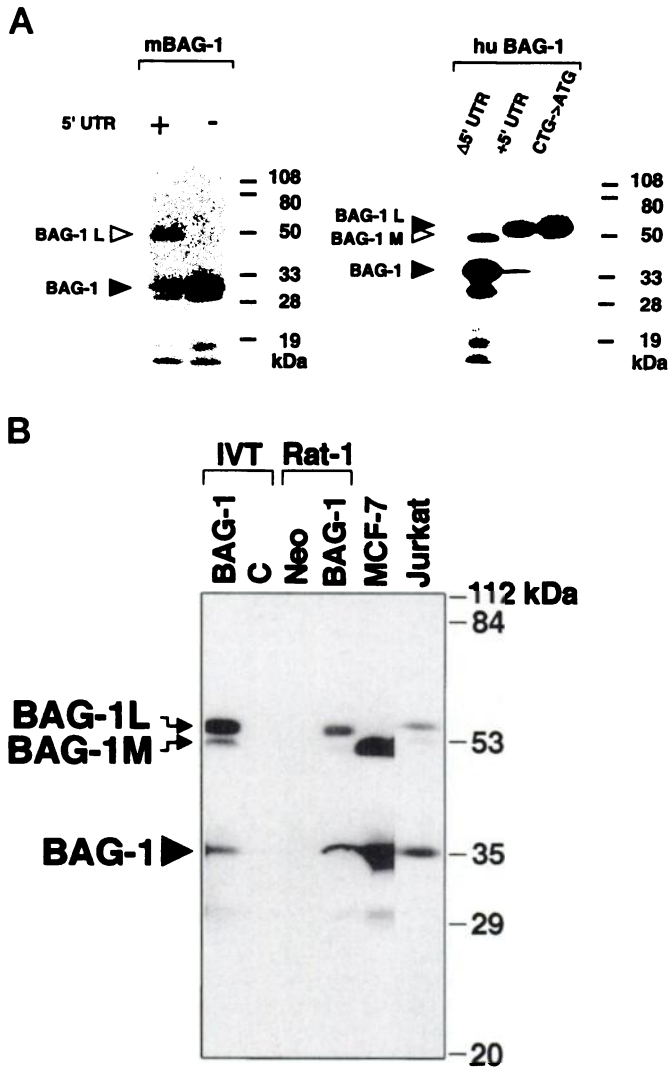 A
mBAG-1
5' UTR + -
BAG-1 L
BAG-1
108
80
50
33
28
19
kDa
hu BAG-1
Δ5' UTR
+5' UTR
CTG->ATG
BAG-1 L
BAG-1 M
BAG-1
108
80
50
33
28
19
kDa
B
IVT
Rat-1
BAG-1
C
Neo
BAG-1
MCF-7
Jurkat
BAG-1L
BAG-1M
BAG-1
112 kDa
84
53
35
29
20